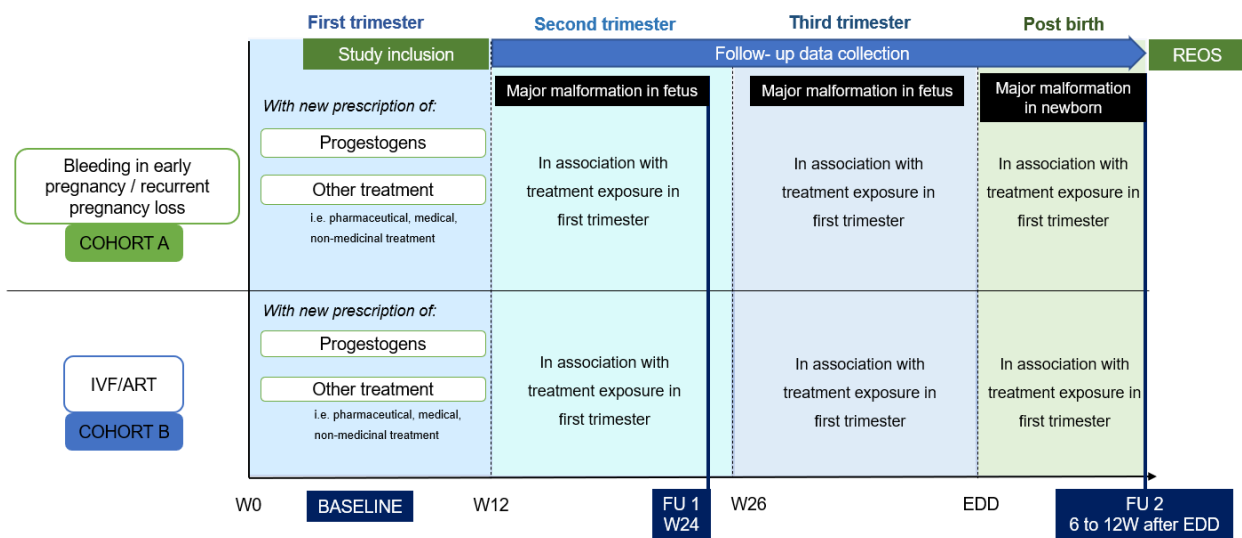 First trimester
Second trimester
Third trimester
Post birth
Study inclusion
Follow- up data collection
REOS
With new prescription of:
Major malformation in fetus
Major malformation in fetus
Major malformation
in newborn
Progestogens
Other treatment
i.e. pharmaceutical, medical,
non-medicinal treatment
Bleeding in early
pregnancy / recurrent
pregnancy loss
COHORT A
In association with
treatment exposure in
first trimester
In association with
treatment exposure in
first trimester
In association with
treatment exposure in
first trimester
With new prescription of:
Progestogens
Other treatment
i.e. pharmaceutical, medical,
non-medicinal treatment
IVF/ART
COHORT B
In association with
treatment exposure in
first trimester
In association with
treatment exposure in
first trimester
In association with
treatment exposure in
first trimester
W0
BASELINE
W12
FU 1
W24
W26
EDD
FU 2
6 to 12W after EDD